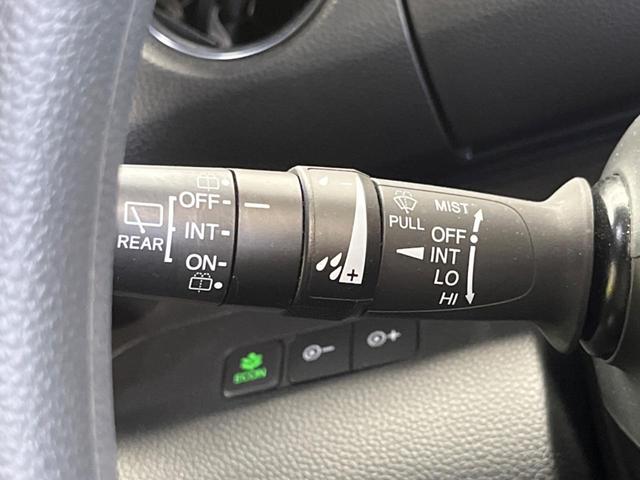 OFF-
INT-
REAR
ON-
- 
+
PULL
MIST
OFF
INT
LO
HI
ECON
-
+